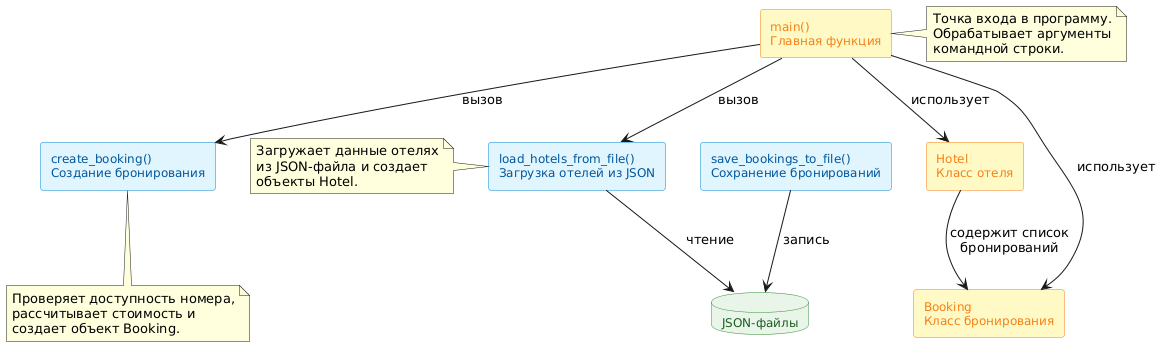 main()
Главная функция
Точка входа в программу.
Обрабатывает аргументы
командной строки.
вызов
вызов
использует
использует
create_booking()
Создание бронирования
Загружает данные отелях
из JSON-файла и создает
объекты Hotel.
load_hotels_from_file()
Загрузка отелей из JSON
save_bookings_to_file()
Сохранение бронирований
Hotel
Класс отеля
чтение
запись
содержит список
бронирований
Проверяет доступность номера,
рассчитывает стоимость и
создает объект Booking.
JSON-файлы
Booking
Класс бронирования